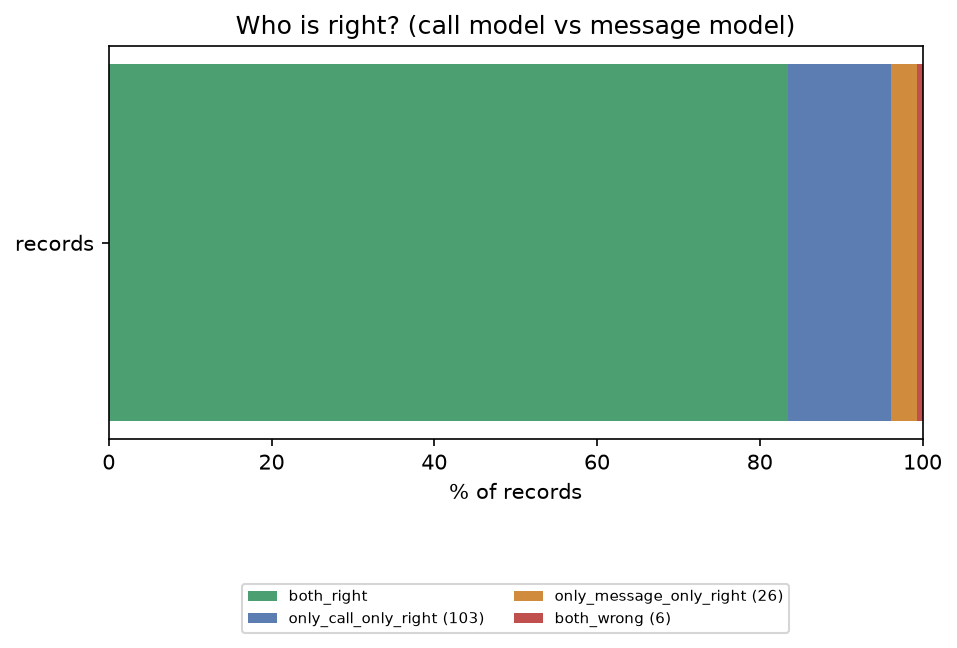 Who is right? (call model vs message model)
records
0 20 40 60 80 100
% of records
both_right
only_call_only_right (103)
only_message_only_right (26)
both_wrong (6)